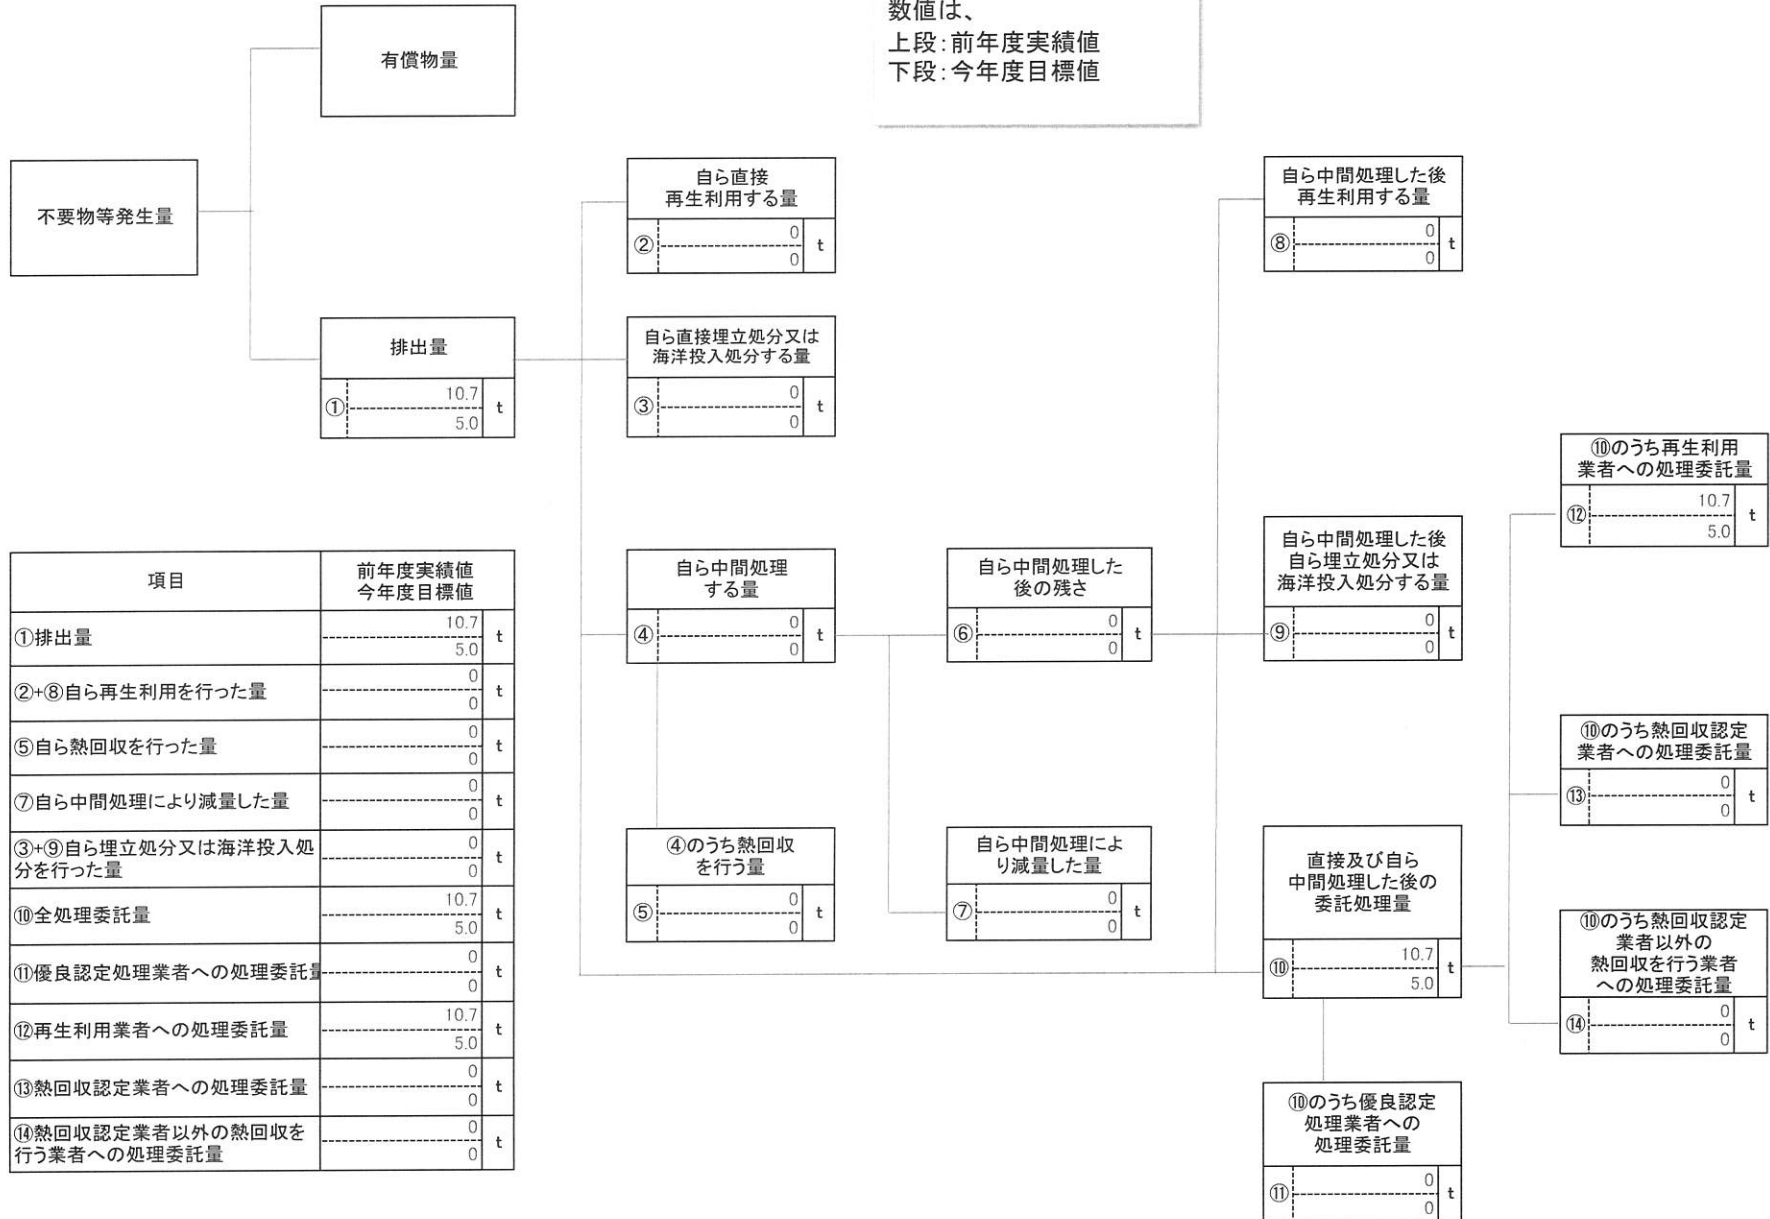 数値は、
上段:前年度実績値
下段:今年度目標値
有償物量
不要物等発生量
排出量
①
10.7
5.0
t
自ら直接
再生利用する量
②
0
0
t
自ら直接埋立処分又は
海洋投入処分する量
③
0
0
t
自ら中間処理
する量
④
0
0
t
④のうち熱回収
を行う量
⑤
0
0
t
自ら中間処理した
後の残さ
⑥
0
0
t
自ら中間処理によ
り減量した量
⑦
0
0
t
自ら中間処理した後
再生利用する量
⑧
0
0
t
自ら中間処理した後
自ら埋立処分又は
海洋投入処分する量
⑨
0
0
t
直接及び自ら
中間処理した後の
委託処理量
⑩
10.7
5.0
t
⑩のうち優良認定
処理業者への
処理委託量
⑪
0
0
t
⑩のうち再生利用
業者への処理委託量
⑫
10.7
5.0
t
⑩のうち熱回収認定
業者への処理委託量
⑬
0
0
t
⑩のうち熱回収認定
業者以外の
熱回収を行う業者
への処理委託量
⑭
0
0
t
項目
前年度実績値
今年度目標値
①排出量
10.7
5.0
t
②+⑧自ら再生利用を行った量
0
0
t
⑤自ら熱回収を行った量
0
0
t
⑦自ら中間処理により減量した量
0
0
t
③+⑨自ら埋立処分又は海洋投入処
分を行った量
0
0
t
⑩全処理委託量
10.7
5.0
t
⑪優良認定処理業者への処理委託量
0
0
t
⑫再生利用業者への処理委託量
10.7
5.0
t
⑬熱回収認定業者への処理委託量
0
0
t
⑭熱回収認定業者以外の熱回収を
行う業者への処理委託量
0
0
t